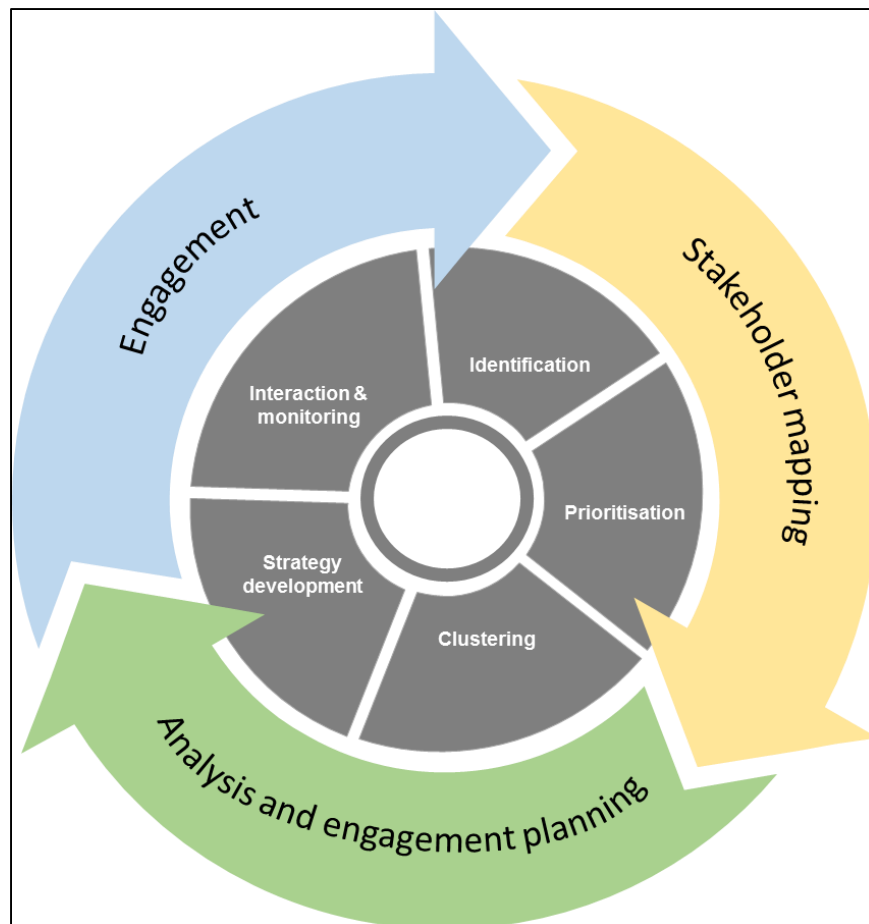 Engagement
Stakeholder mapping
Analysis and engagement planning
Identification
Prioritisation
Clustering
Strategy
development
Interaction &
monitoring